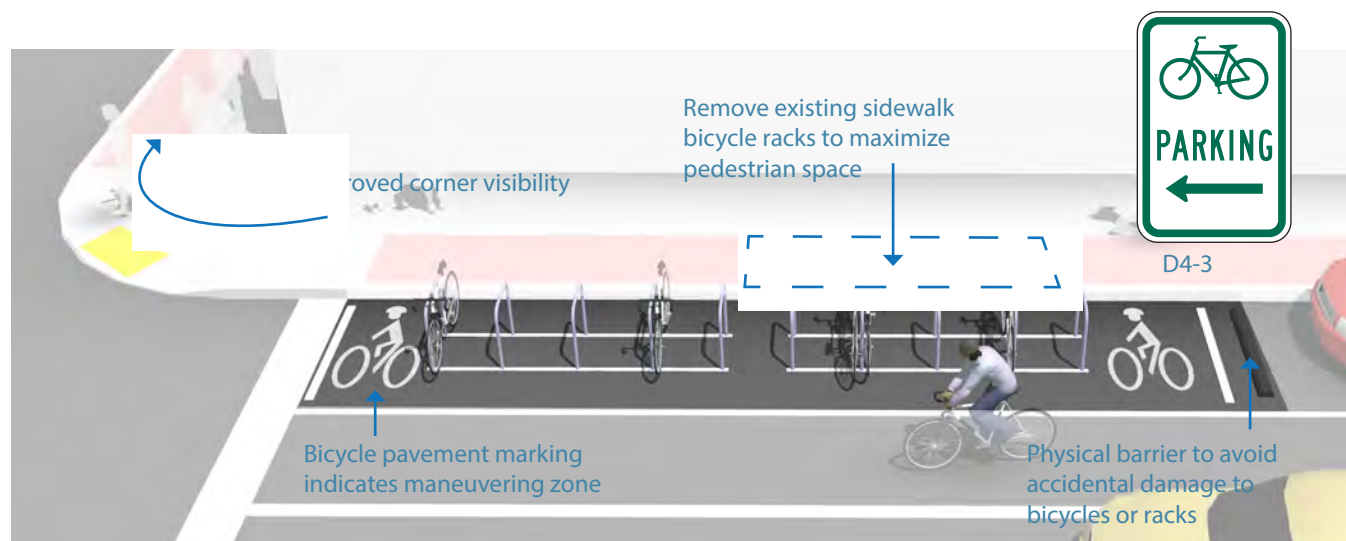 Remove existing sidewalk
bicycle racks to maximize
pedestrian space
PARKING
D4-3
corner visibility
Bicycle pavement marking
indicates maneuvering zone
Physical barrier to avoid
accidental damage to
bicycles or racks